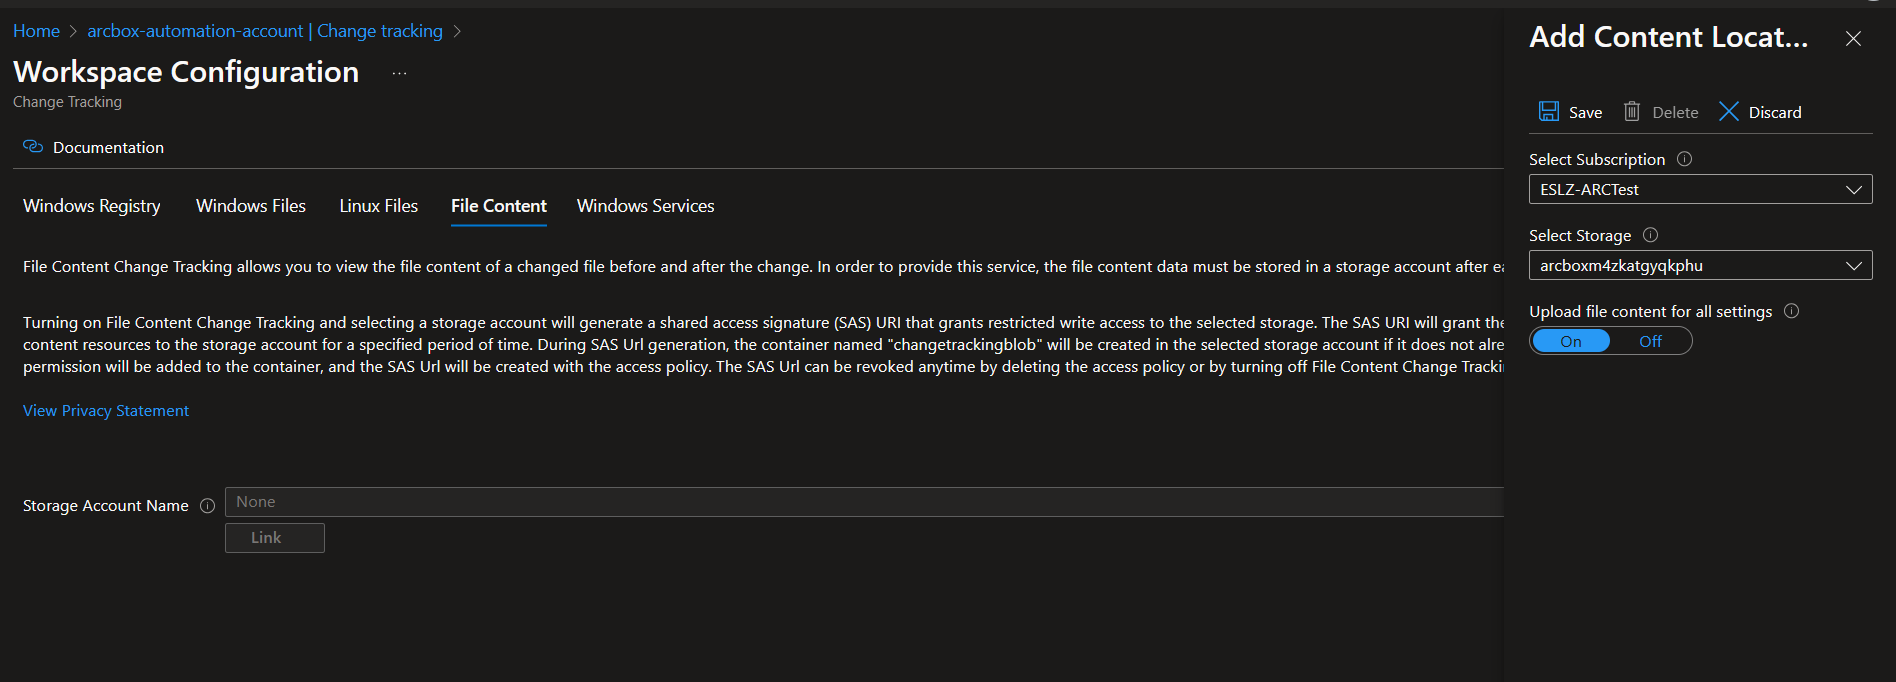 Home > arcbox-automation-account | Change tracking >
Workspace Configuration ...
Change Tracking
Documentation
Windows Registry Windows Files Linux Files File Content Windows Services
File Content Change Tracking allows you to view the file content of a changed file before and after the change. In order to provide this service, the file content data must be stored in a storage account after
Turning on File Content Change Tracking and selecting a storage account will generate a shared access signature (SAS) URI that grants restricted write access to the selected storage. The SAS URI will grant the
content resources to the storage account for a specified period of time. During SAS Url generation, the container named "changetrackingblob" will be created in the selected storage account if it does not
permission will be added to the container, and the SAS Url will be created with the access policy. The SAS Url can be revoked anytime by deleting the access policy or by turning off File Content Change
View Privacy Statement
Storage Account Name None
Link
Add Content Locat...
Save Delete Discard
Select Subscription
ESLZ-ARCTest
Select Storage
arcboxm4zkatgyqkphu
Upload file content for all settings
On Off